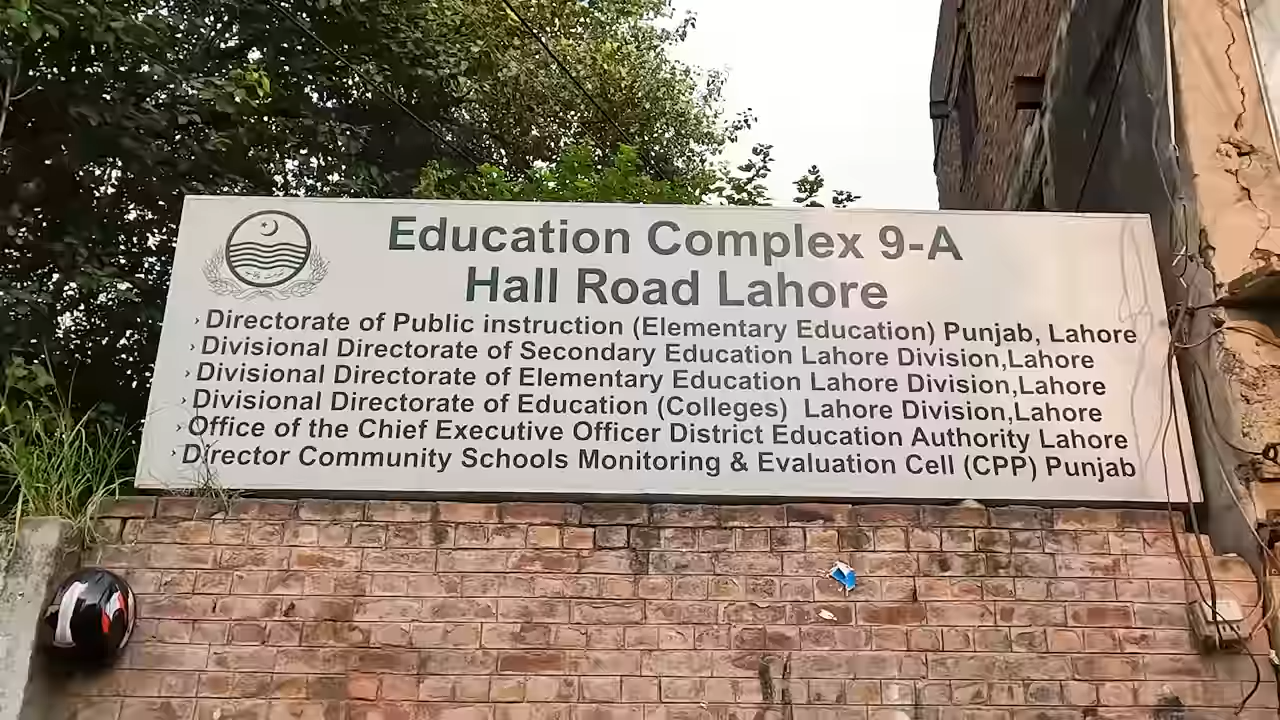 Education Complex 9-A
Hall Road Lahore
› Directorate of Public instruction (Elementary Education) Punjab, Lahore
› Divisional Directorate of Secondary Education Lahore Division,Lahore
› Divisional Directorate of Elementary Education Lahore Division,Lahore
› Divisional Directorate of Education (Colleges) Lahore Division,Lahore
› Office of the Chief Executive Officer District Education Authority Lahore
› Director Community Schools Monitoring & Evaluation Cell (CPP) Punjab